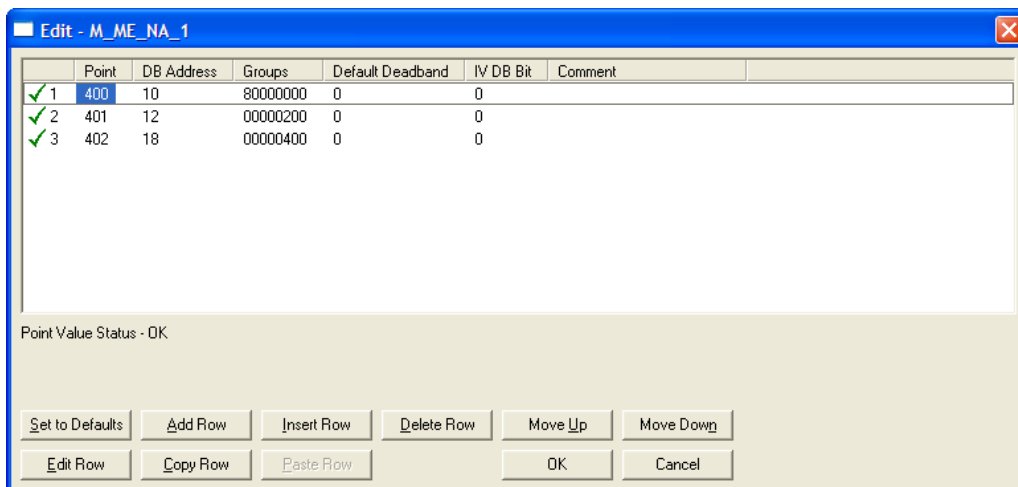 Edit - M_ME_NA_1
Point DB Address Groups Default Deadband IV DB Bit Comment
1 400 10 80000000 0 0
2 401 12 00000200 0 0
3 402 18 00000400 0 0
Point Value Status - OK
Set to Defaults Add Row Insert Row Delete Row Move Up Move Down
Edit Row Copy Row Paste Row OK Cancel